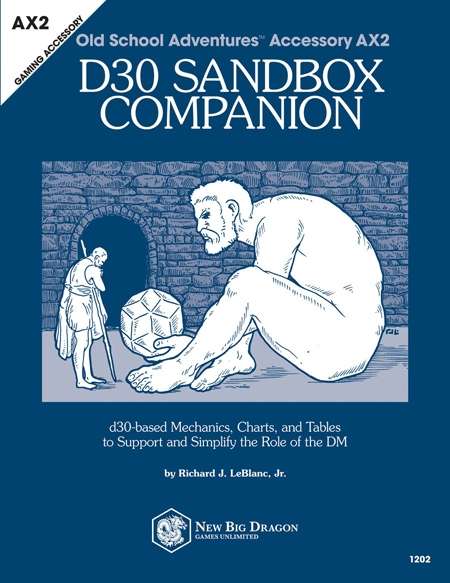 AX2
GAMING ACCESSORY
Old School Adventures™ Accessory AX2
D30 SANDBOX
COMPANION
d30-based Mechanics, Charts, and Tables
to Support and Simplify the Role of the DM
by Richard J. LeBlanc, Jr.
NEW BIG DRAGON
GAMES UNLIMITED
1202